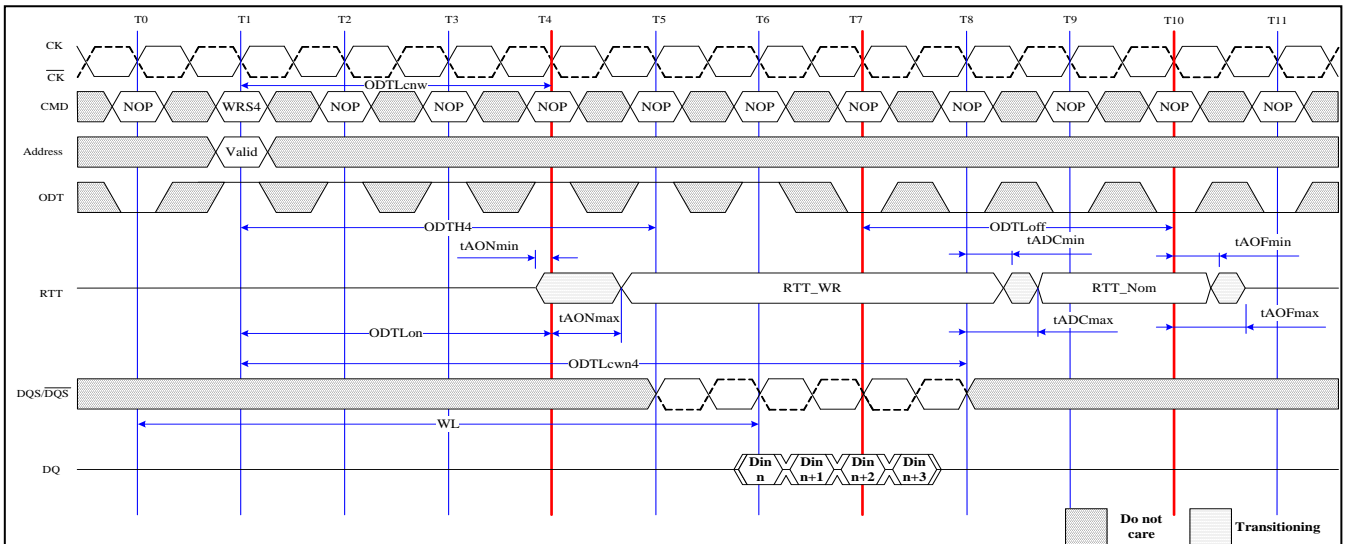 T0 T1 T2 T3 T4 T5 T6 T7 T8 T9 T10 T11
CK
CK
ODTLcnw
CMD NOP WRS4 NOP NOP NOP NOP NOP NOP NOP NOP NOP NOP
Address Valid
ODT
ODTH4 ODTLoff
tAONmin tADCmin tAOFmin
RTT RTT_WR RTT_Nom
tAONmax tADCmax tAOFmax
ODTLon
ODTLcwn4
DQS/DQS
WL
DQ Din n Din n+1 Din n+2 Din n+3
Do not care Transitioning